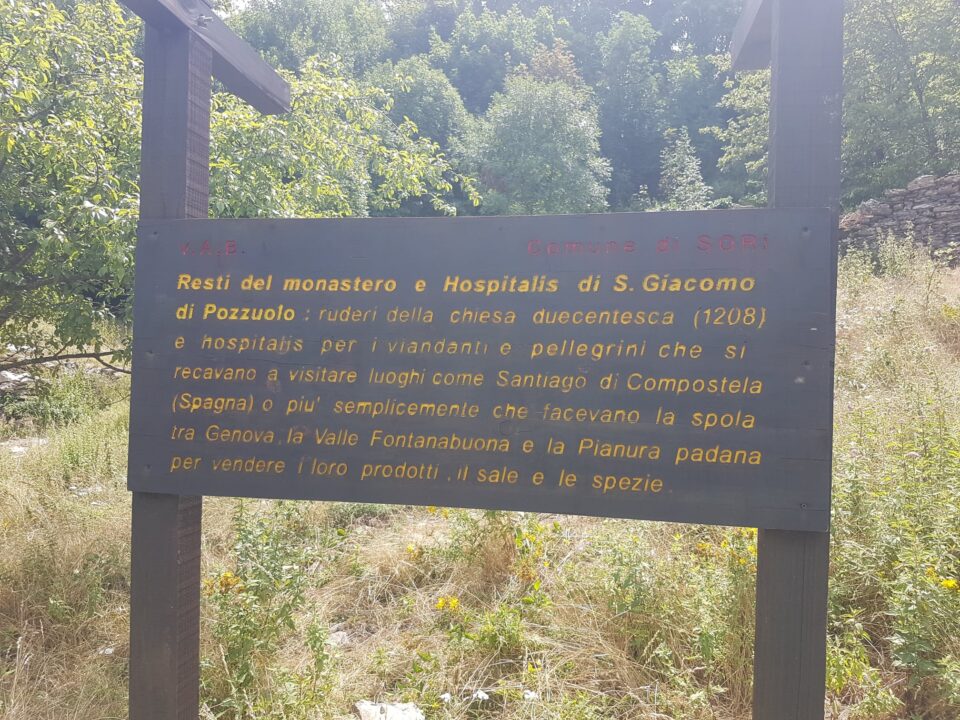 V.A.B. Comune di SORI
Resti del monastero e Hospitalis di S. Giacomo
di Pozzuolo : ruderi della chiesa duecentesca (1208)
e hospitalis per i viandanti e pellegrini che si
recavano a visitare luoghi come Santiago di Compostela
(Spagna) o piu' semplicemente che facevano la spola
tra Genova, la Valle Fontanabuona e la Pianura padana
per vendere i loro prodotti , il sale e le spezie .